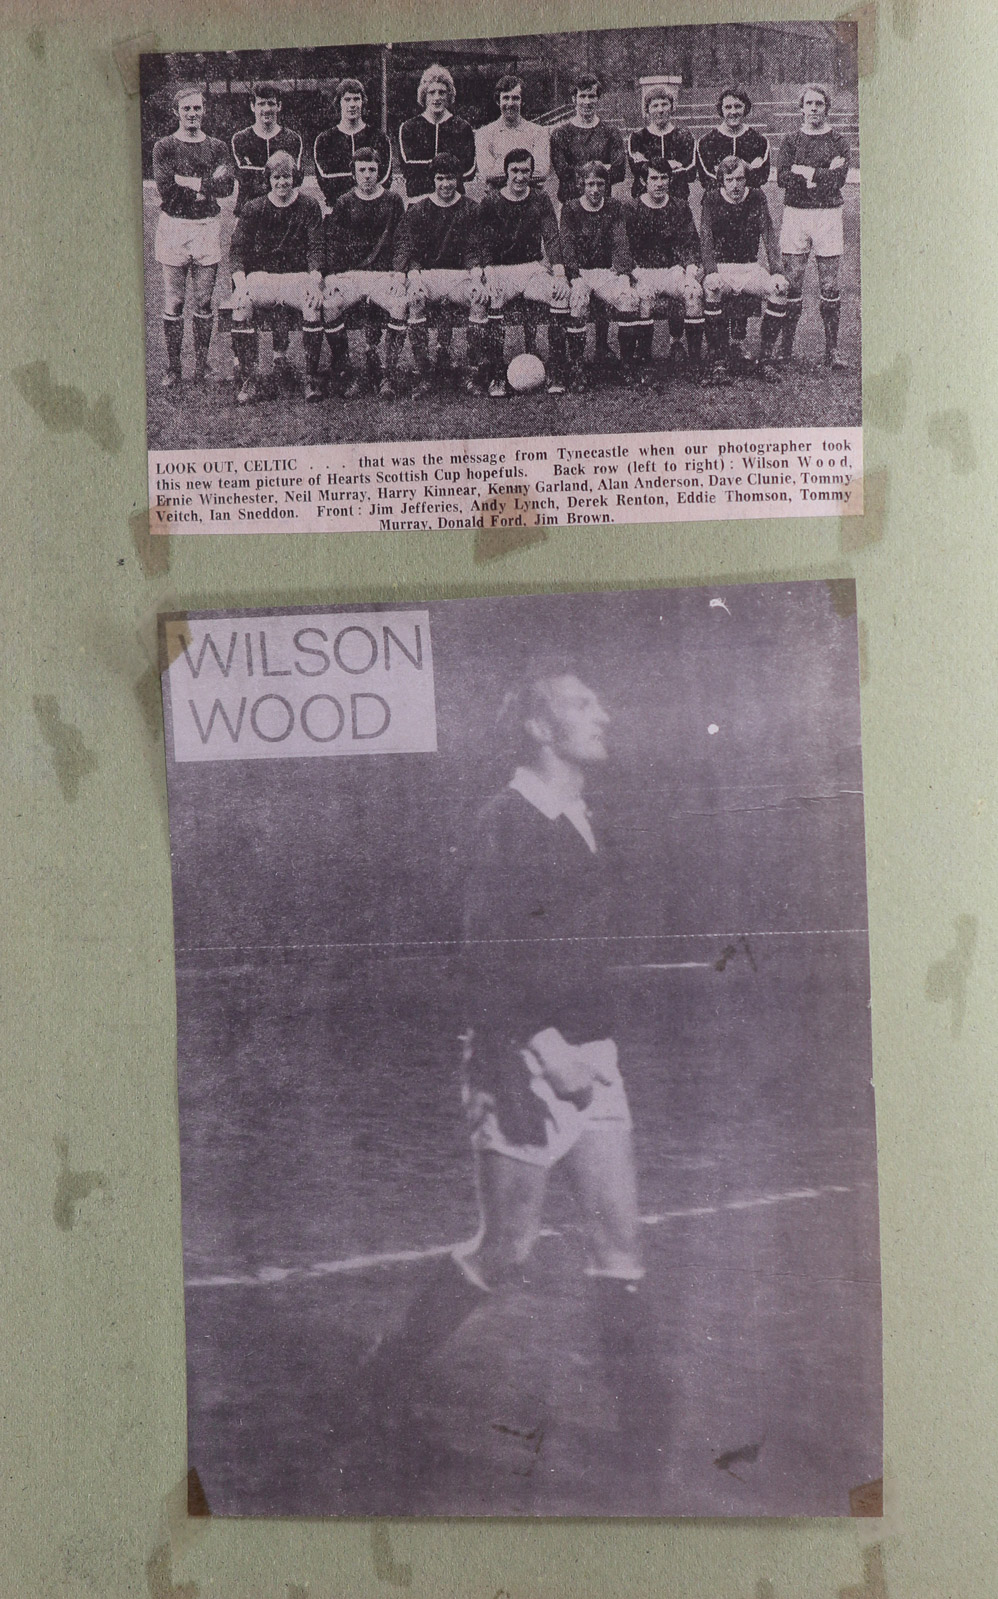 LOOK OUT, CELTIC . . . that was the message from Tynecastle when our photographer took
this new team picture of Hearts Scottish Cup hopefuls. Back row (left to right) : Wilson Wood,
Ernie Winchester, Neil Murray, Harry Kinnear, Kenny Garland, Alan Anderson, Dave Clunie, Tommy
Veitch, Ian Sneddon. Front : Jim Jefferies, Andy Lynch, Derek Renton, Eddie Thomson, Tommy
Murray, Donald Ford, Jim Brown.
WILSON
WOOD